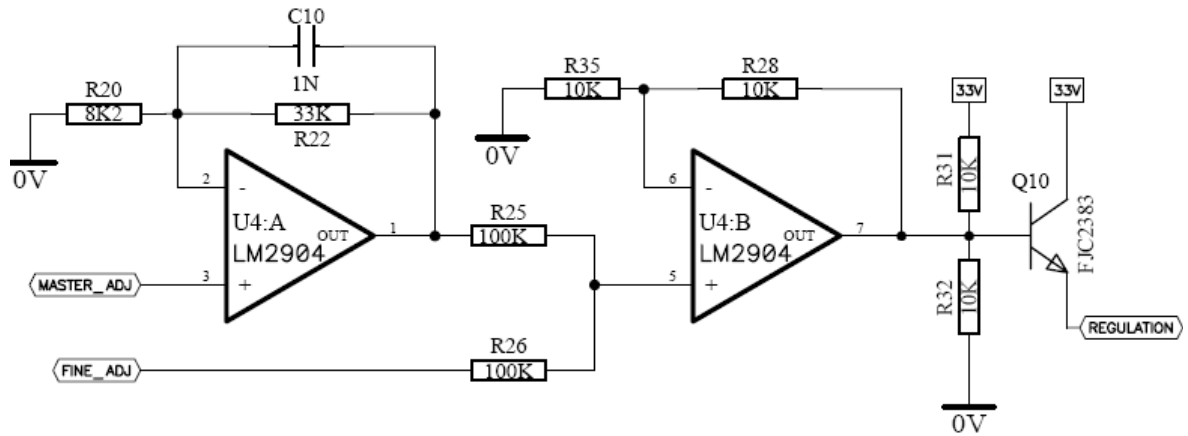 C10
1N
R20
8K2
33K
R22
0V
2
-
U4:A
OUT
1
LM2904
3
+
MASTER_ADJ
FINE_ADJ
R25
100K
R26
100K
R35
10K
R28
10K
0V
6
-
U4:B
OUT
7
LM2904
5
+
33V
33V
R31
10K
Q10
FJC2383
R32
10K
REGULATION
0V